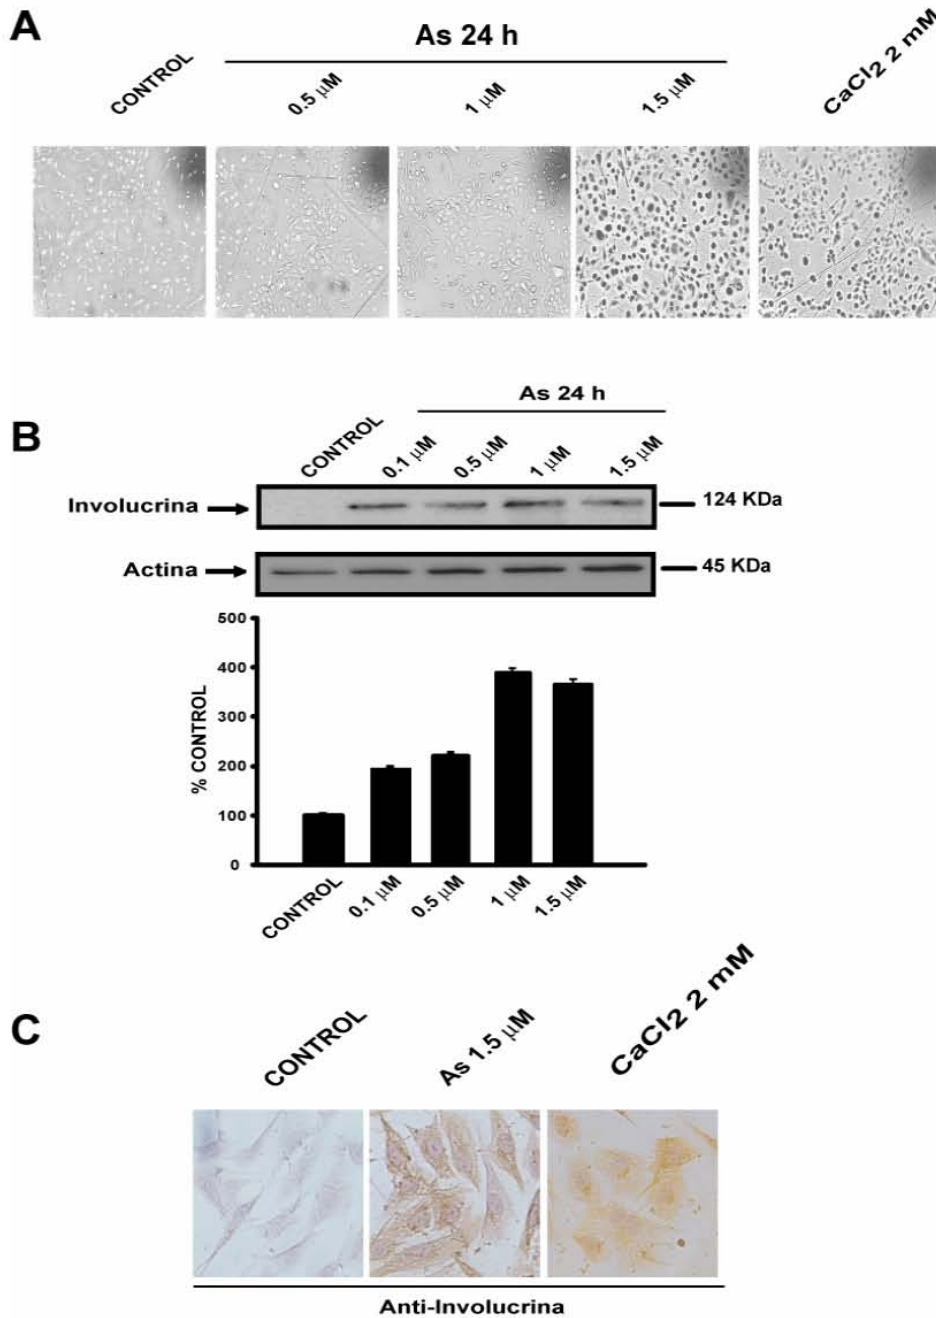 A
As 24 h
CONTROL
0.5 µM
1 µM
1.5 µM
CaCl2 2 mM
B
As 24 h
CONTROL
0.1 µM
0.5 µM
1 µM
1.5 µM
Involucrina
124 KDa
Actina
45 KDa
500
400
300
200
100
0
% CONTROL
CONTROL
0.1 µM
0.5 µM
1 µM
1.5 µM
C
CONTROL
As 1.5 µM
CaCl2 2 mM
Anti-Involucrina